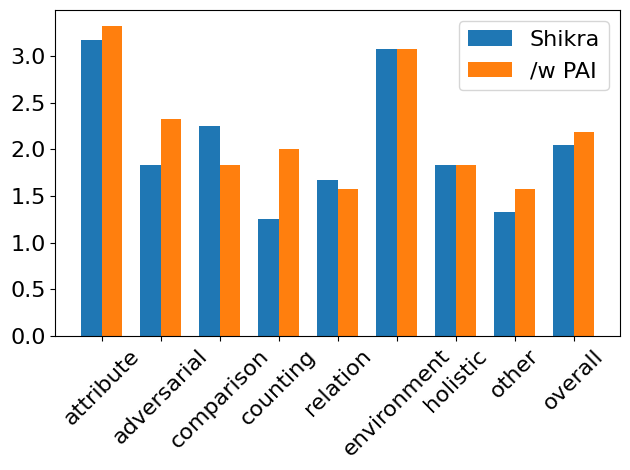 3.0
2.5
2.0
1.5
1.0
0.5
0.0
Shikra
/w PAI
attribute
adversarial
comparison
counting
relation
environment
holistic
other
overall